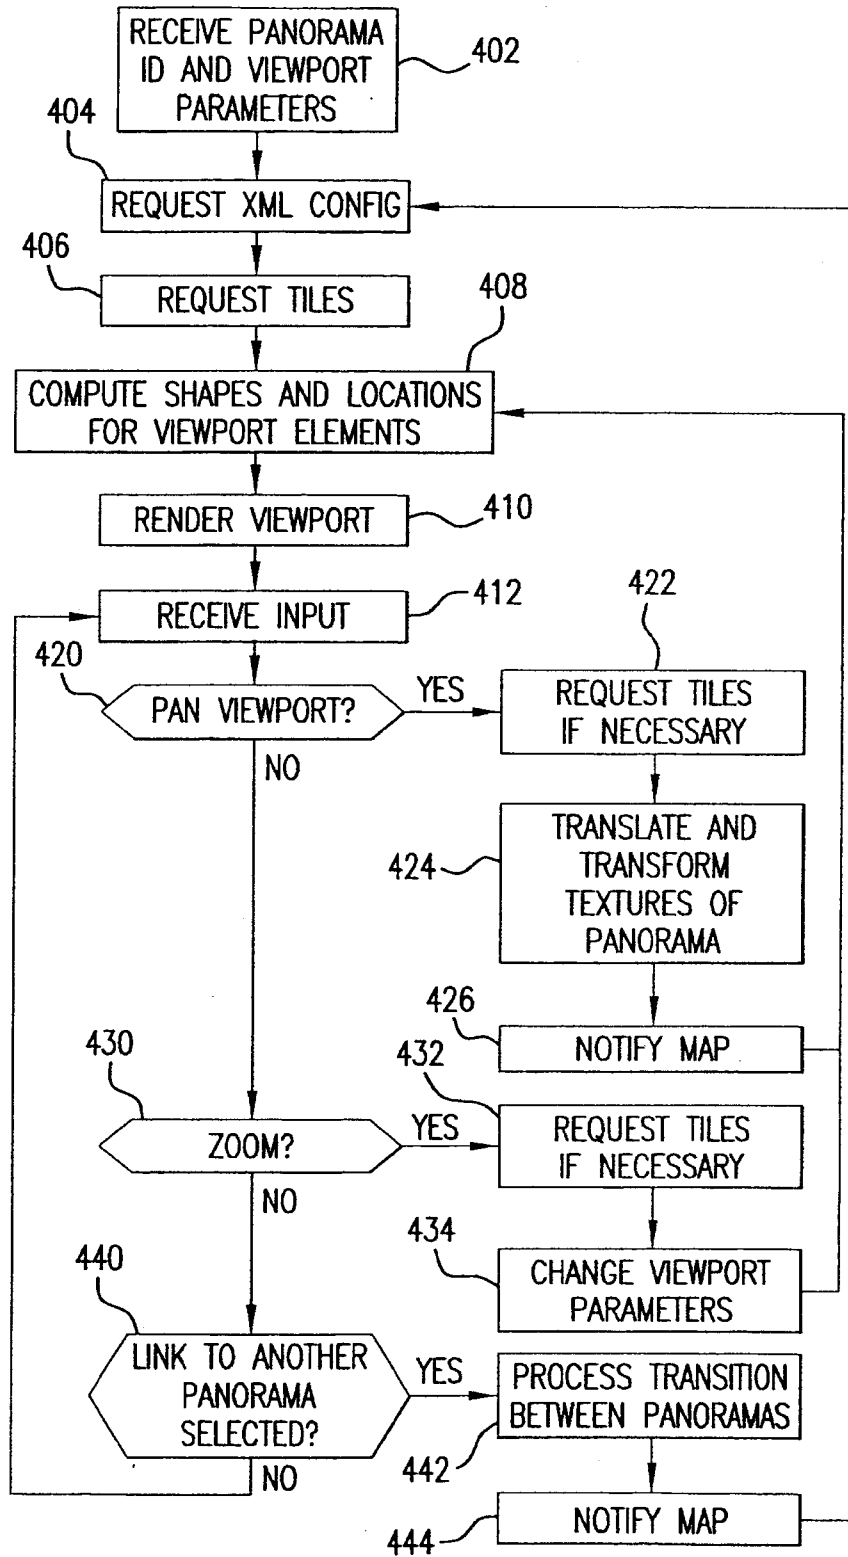 RECEIVE PANORAMA
ID AND VIEWPORT
PARAMETERS
402
404
REQUEST XML CONFIG
406
REQUEST TILES
408
COMPUTE SHAPES AND LOCATIONS
FOR VIEWPORT ELEMENTS
RENDER VIEWPORT
410
RECEIVE INPUT
412
420
PAN VIEWPORT?
YES
NO
422
REQUEST TILES
IF NECESSARY
424
TRANSLATE AND
TRANSFORM
TEXTURES OF
PANORAMA
426
NOTIFY MAP
430
ZOOM?
YES
NO
432
REQUEST TILES
IF NECESSARY
434
CHANGE VIEWPORT
PARAMETERS
440
LINK TO ANOTHER
PANORAMA
SELECTED?
YES
NO
PROCESS TRANSITION
BETWEEN PANORAMAS
442
NOTIFY MAP
444